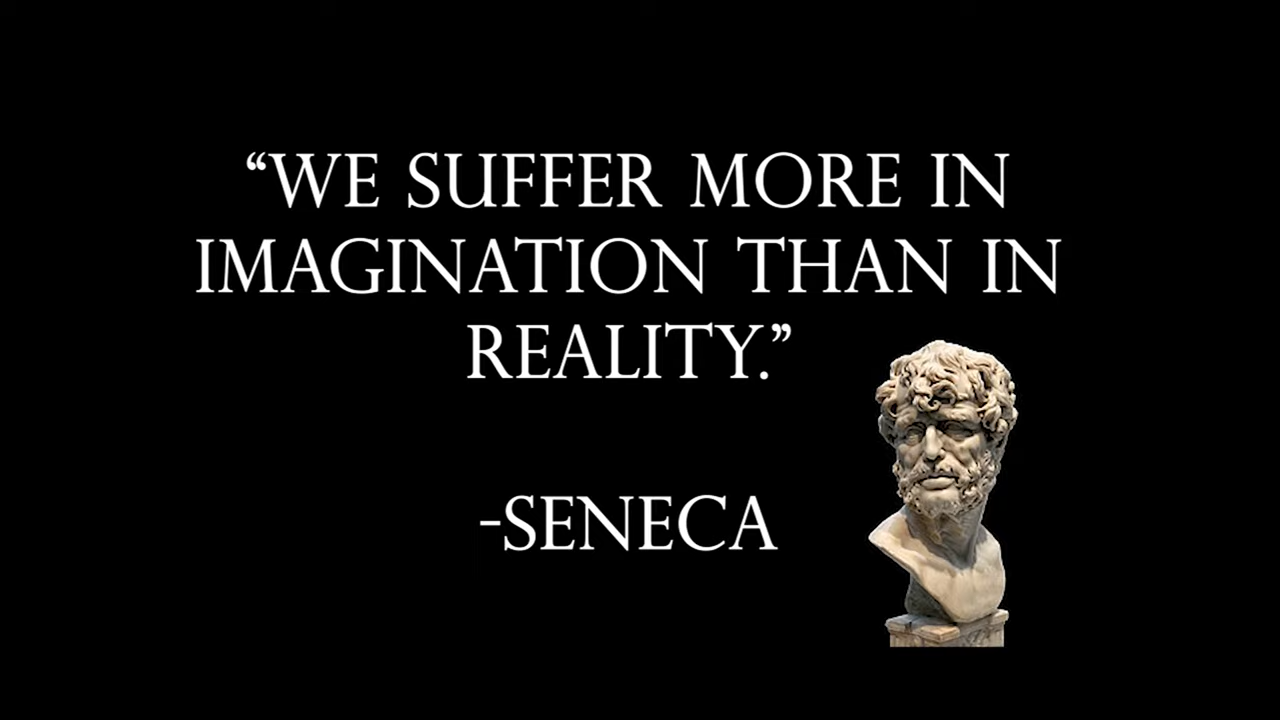 “WE SUFFER MORE IN
IMAGINATION THAN IN
REALITY.”
-SENECA